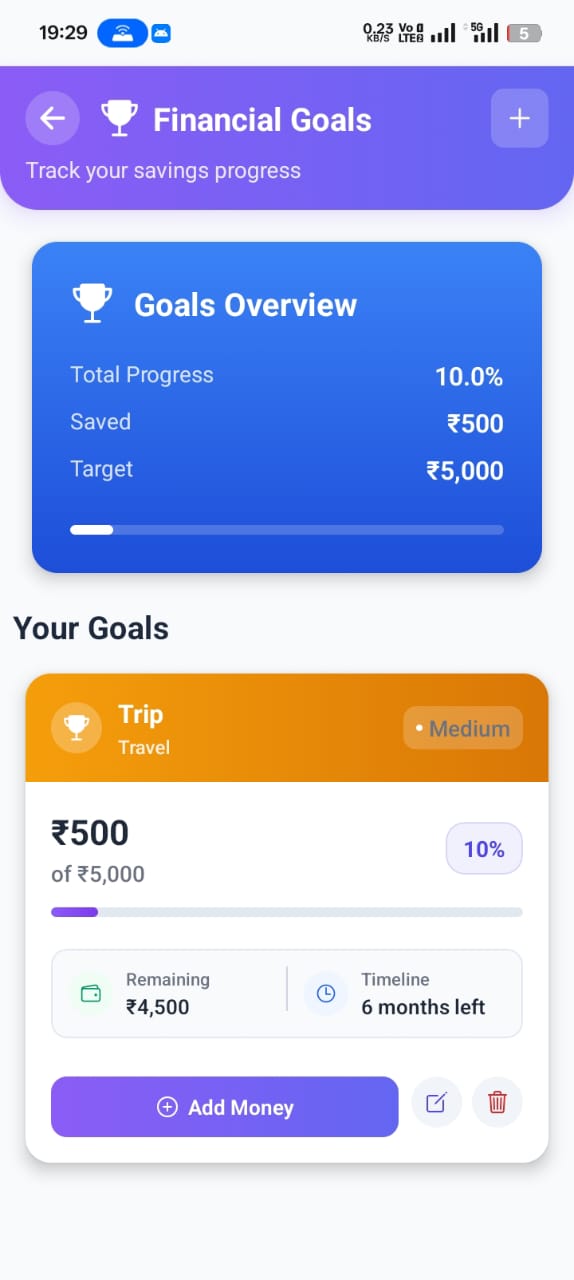 19:29
0.23 KB/S Vo LTE2 5G 5
Financial Goals
Track your savings progress
Goals Overview
Total Progress 10.0%
Saved ₹500
Target ₹5,000
Your Goals
Trip
Travel
• Medium
₹500
of ₹5,000
10%
Remaining
₹4,500
Timeline
6 months left
Add Money